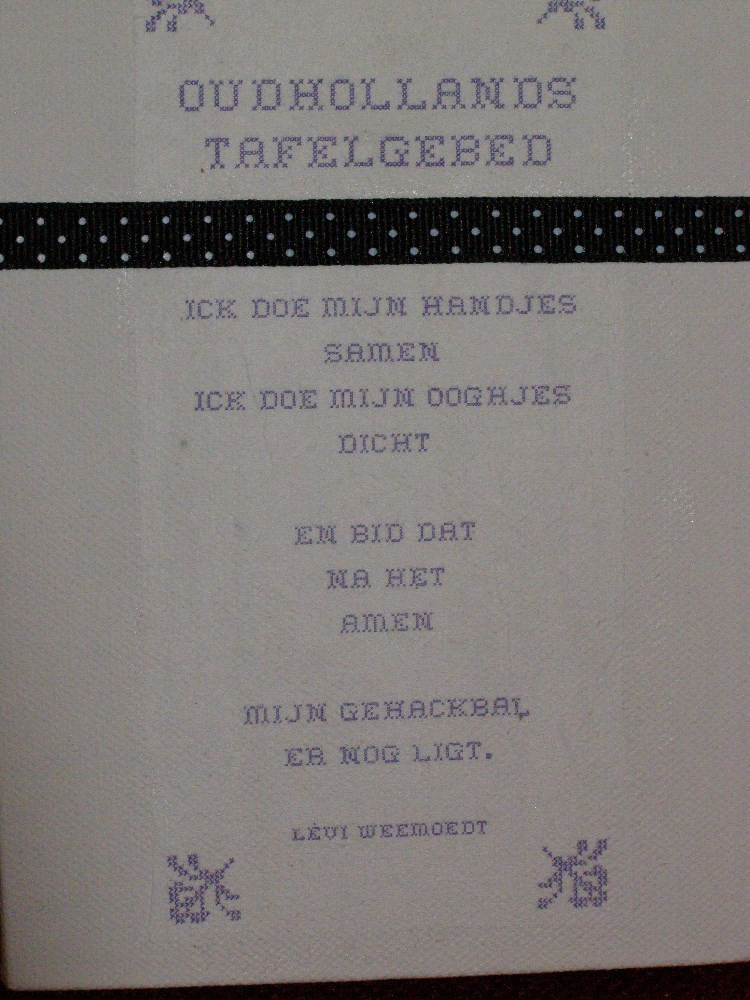 OUDHOLLANDS
TAFELGEBED
ICK DOE MIJN HANDJES
SAMEN
ICK DOE MIJN OOGHJES
DICHT
EN BID DAT
NA HET
AMEN
MIJN GEHACKBAL
ER NOG LIGT.
LÉVI WEEMOEDT